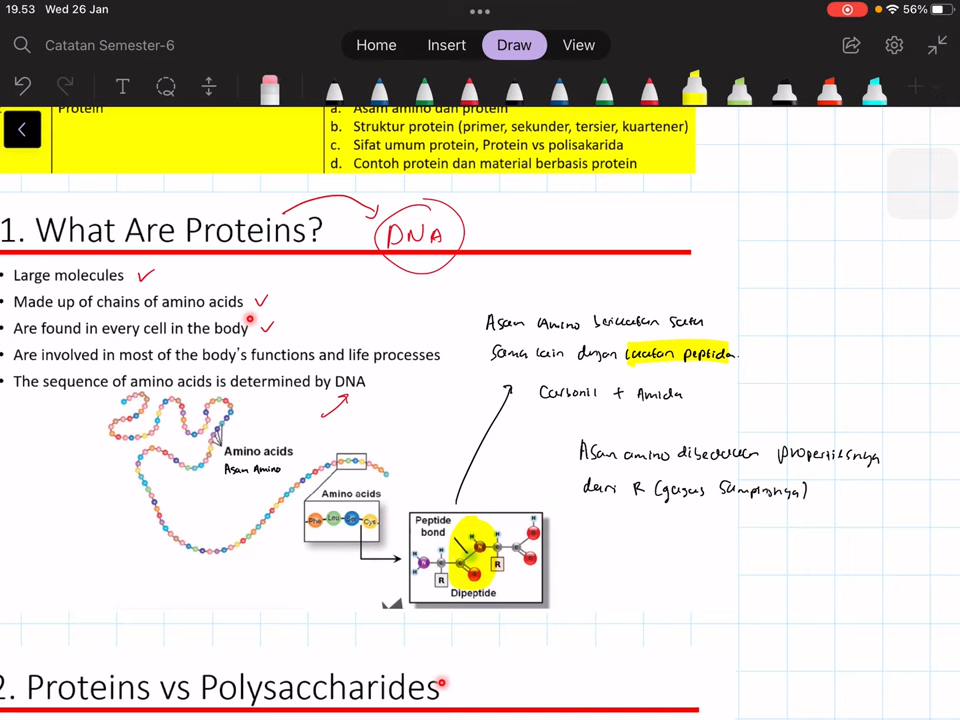 19.53 Wed 26 Jan
56%
Catatan Semester-6
Home Insert Draw View
Protein
a. Asam amino dan protein
b. Struktur protein (primer, sekunder, tersier, kuartener)
c. Sifat umum protein, Protein vs polisakarida
d. Contoh protein dan material berbasis protein
1. What Are Proteins?
DNA
• Large molecules
• Made up of chains of amino acids
• Are found in every cell in the body
• Are involved in most of the body's functions and life processes
• The sequence of amino acids is determined by DNA
Asam Amino berikatan satu
sama lain dengan ikatan peptida.
Carbonil + Amida
Asam amino dibedakan propertiesnya
dari R (gugus sampingnya)
Amino acids
Asam Amino
Amino acids
Phe Leu Ser Cys
Peptide
bond
H H H H H
N C C O N C C O O
R R
Dipeptide
2. Proteins vs Polysaccharides